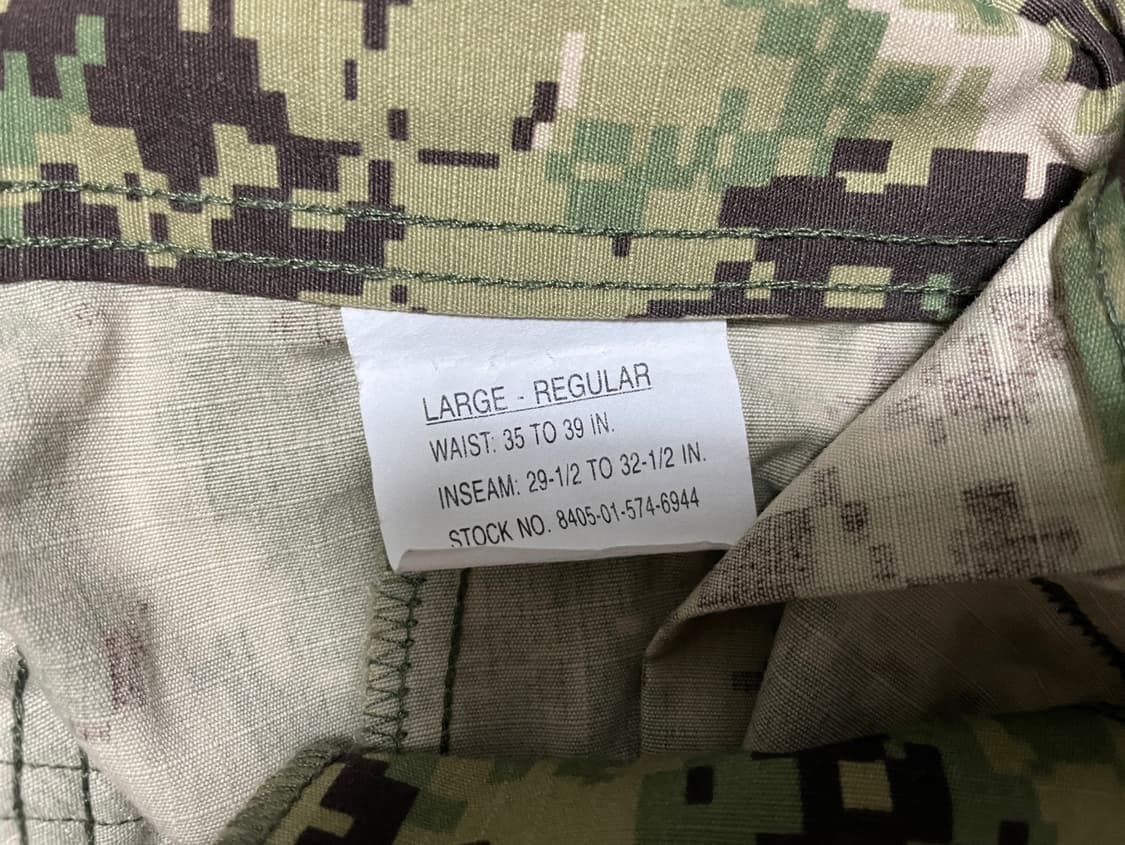 LARGE - REGULAR
WAIST: 35 TO 39 IN.
INSEAM: 29-1/2 TO 32-1/2 IN.
STOCK NO. 8405-01-574-6944